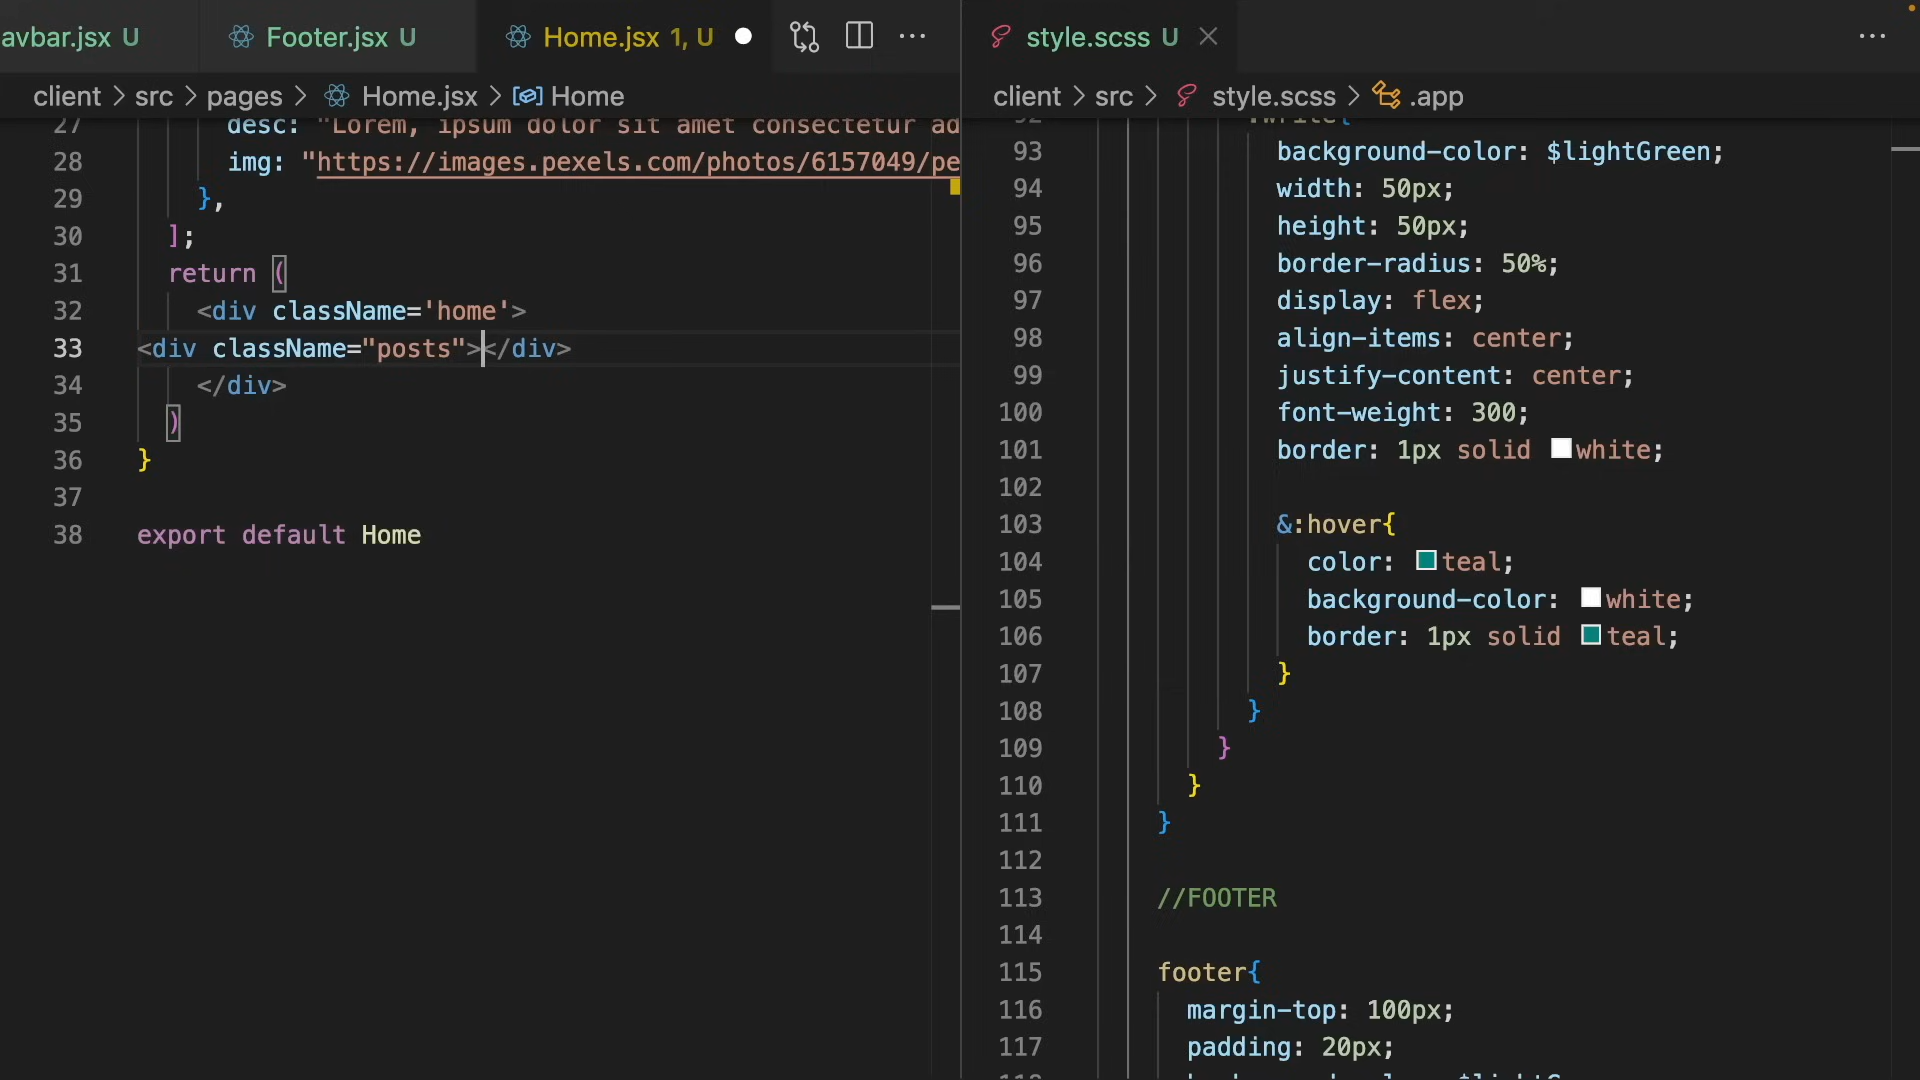 avbar.jsx U
Footer.jsx U
Home.jsx 1, U
client > src > pages > Home.jsx > Home
27 desc: "Lorem, ipsum dolor sit amet consectetur ad
28 img: "https://images.pexels.com/photos/6157049/pe
29 },
30 ];
31 return (
32 <div className='home'>
33 <div className="posts"></div>
34 </div>
35 )
36 }
37
38 export default Home
style.scss U
client > src > style.scss > .app
93 background-color: $lightGreen;
94 width: 50px;
95 height: 50px;
96 border-radius: 50%;
97 display: flex;
98 align-items: center;
99 justify-content: center;
100 font-weight: 300;
101 border: 1px solid white;
102
103 &:hover{
104 color: teal;
105 background-color: white;
106 border: 1px solid teal;
107 }
108 }
109 }
110 }
111 }
112
113 //FOOTER
114
115 footer{
116 margin-top: 100px;
117 padding: 20px;